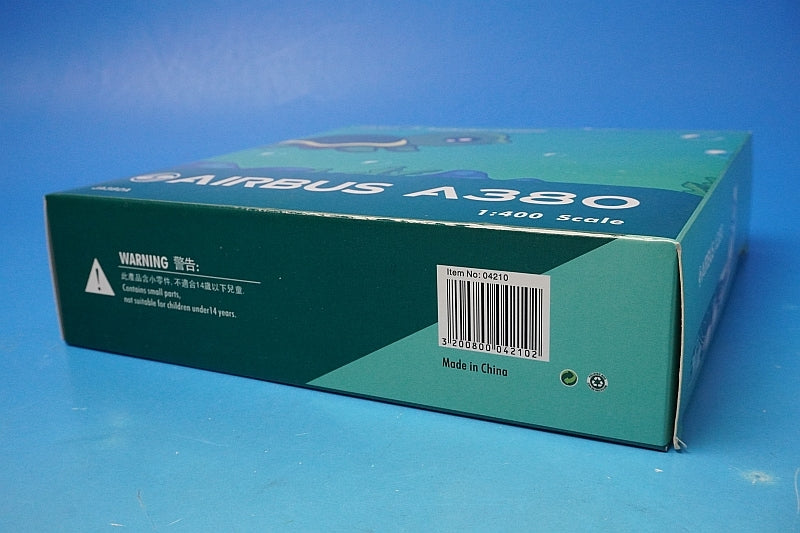 JA382A
AIRBUS A380
1:400 Scale
WARNING 警告:
此產品含小零件, 不適合14歲以下兒童.
Contains small parts,
not suitable for children under14 years.
Item No: 04210
3 200800 042102
Made in China